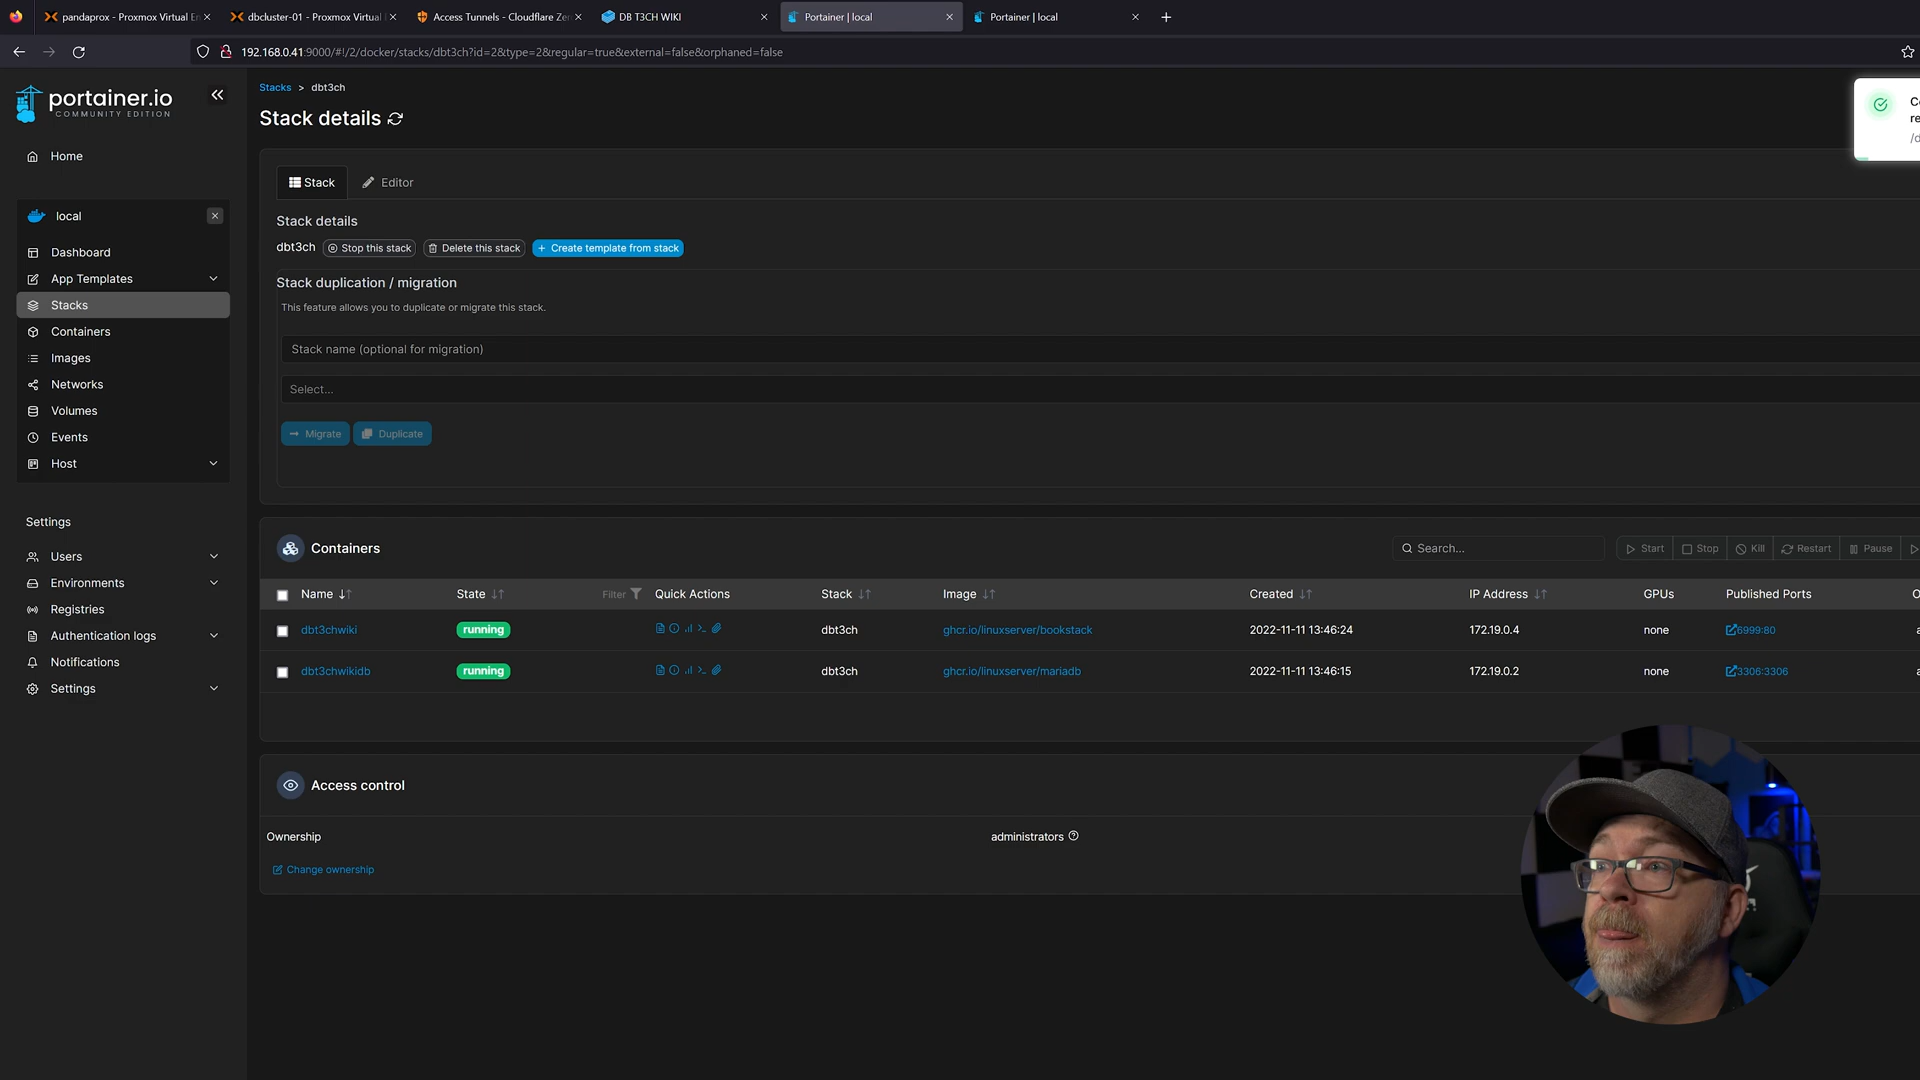 pandaprox - Proxmox Virtual En
dbcluster-01 - Proxmox Virtual
Access Tunnels - Cloudflare Zer
DB T3CH WIKI
Portainer | local
Portainer | local
192.168.0.41:9000/#!/2/docker/stacks/dbt3ch?id=2&type=2&regular=true&external=false&orphaned=false
portainer.io
COMMUNITY EDITION
Home
local
Dashboard
App Templates
Stacks
Containers
Images
Networks
Volumes
Events
Host
Settings
Users
Environments
Registries
Authentication logs
Notifications
Settings
Stacks > dbt3ch
Stack details
Stack
Editor
Stack details
dbt3ch Stop this stack Delete this stack + Create template from stack
Stack duplication / migration
This feature allows you to duplicate or migrate this stack.
Stack name (optional for migration)
Select...
Migrate Duplicate
Containers
Search...
Start Stop Kill Restart Pause
Name State Filter Quick Actions Stack Image Created IP Address GPUs Published Ports
dbt3chwiki running dbt3ch ghcr.io/linuxserver/bookstack 2022-11-11 13:46:24 172.19.0.4 none 6999:80
dbt3chwikidb running dbt3ch ghcr.io/linuxserver/mariadb 2022-11-11 13:46:15 172.19.0.2 none 3306:3306
Access control
Ownership administrators
Change ownership